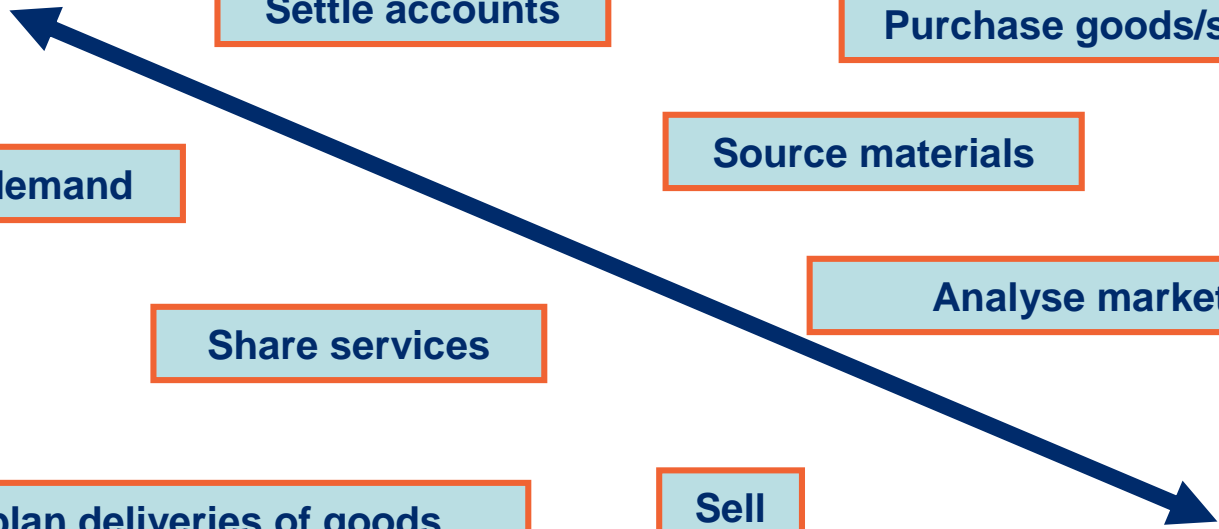 Settle accounts
Purchase goods/s
Source materials
demand
Analyse market
Share services
plan deliveries of goods
Sell